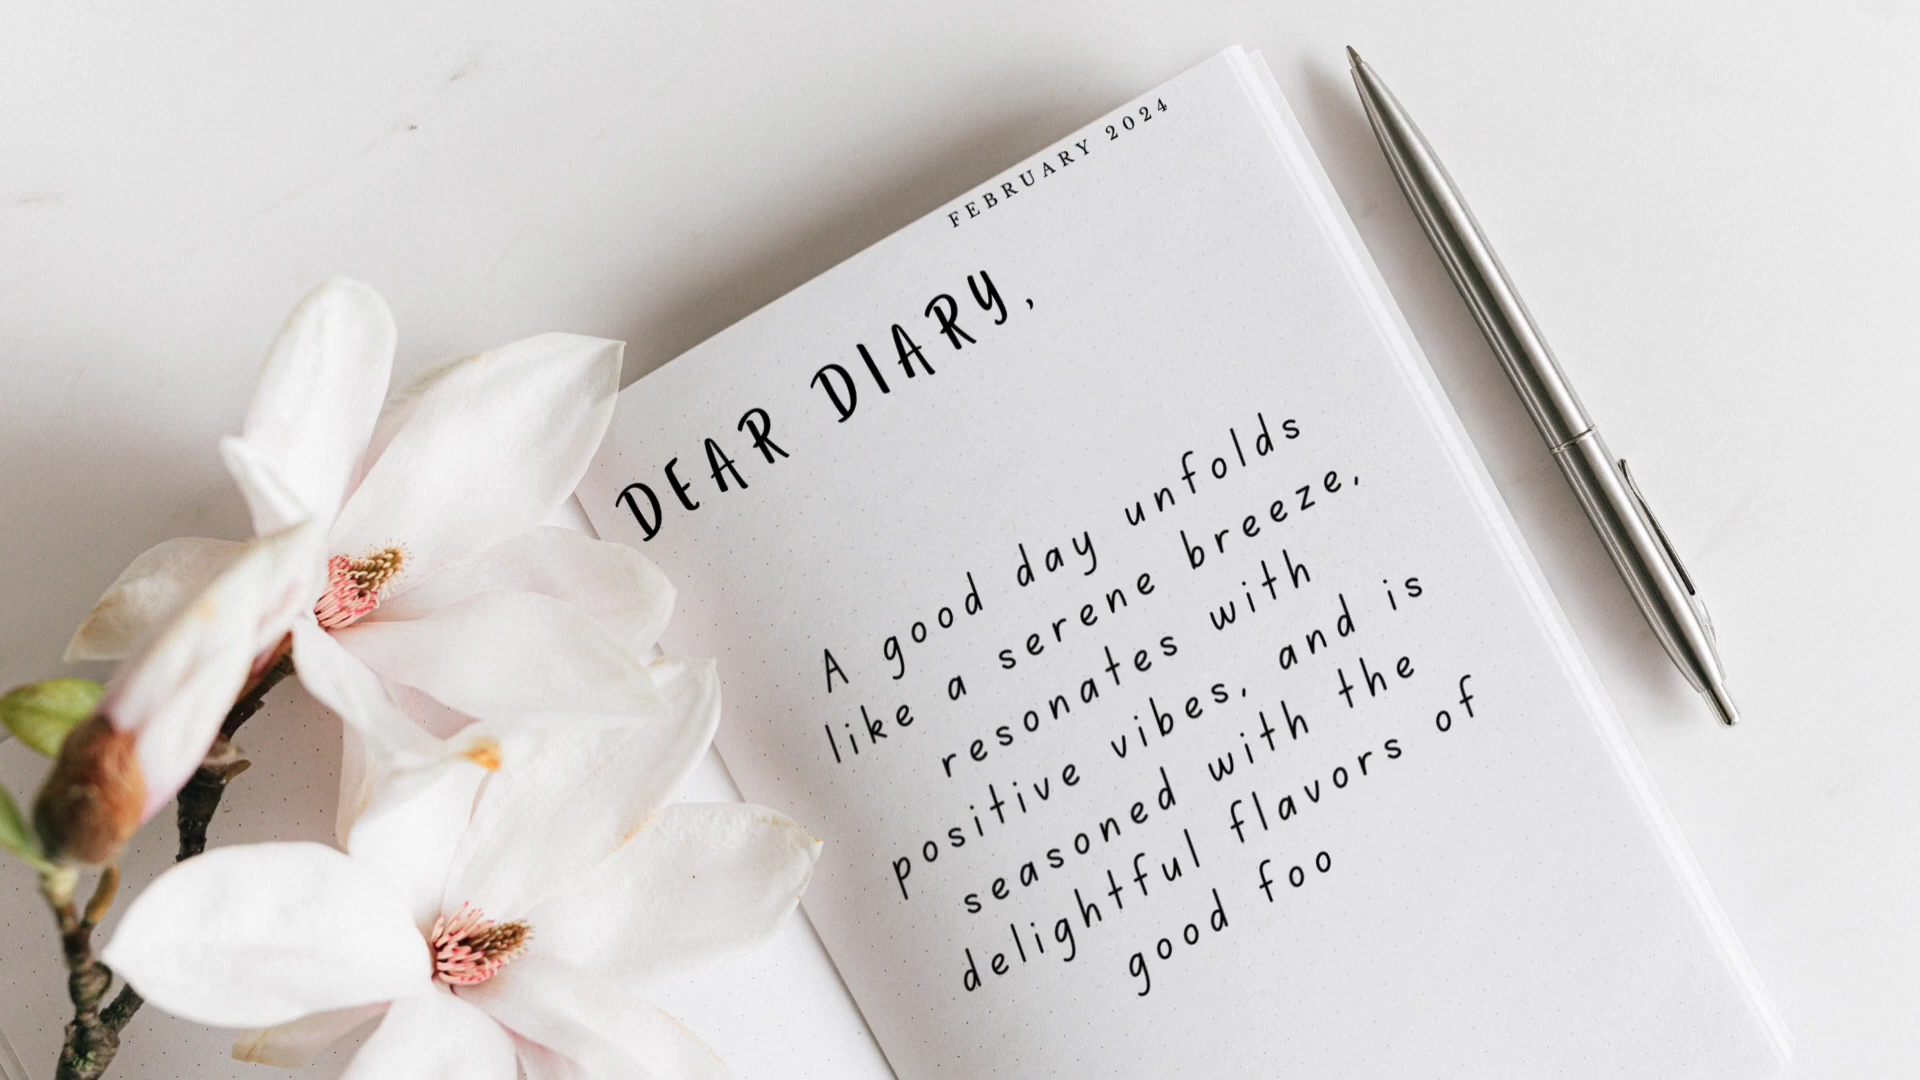 FEBRUARY 2024
DEAR DIARY,
A good day unfolds
like a serene breeze,
resonates with
positive vibes, and is
seasoned with the
delightful flavors of
good foo